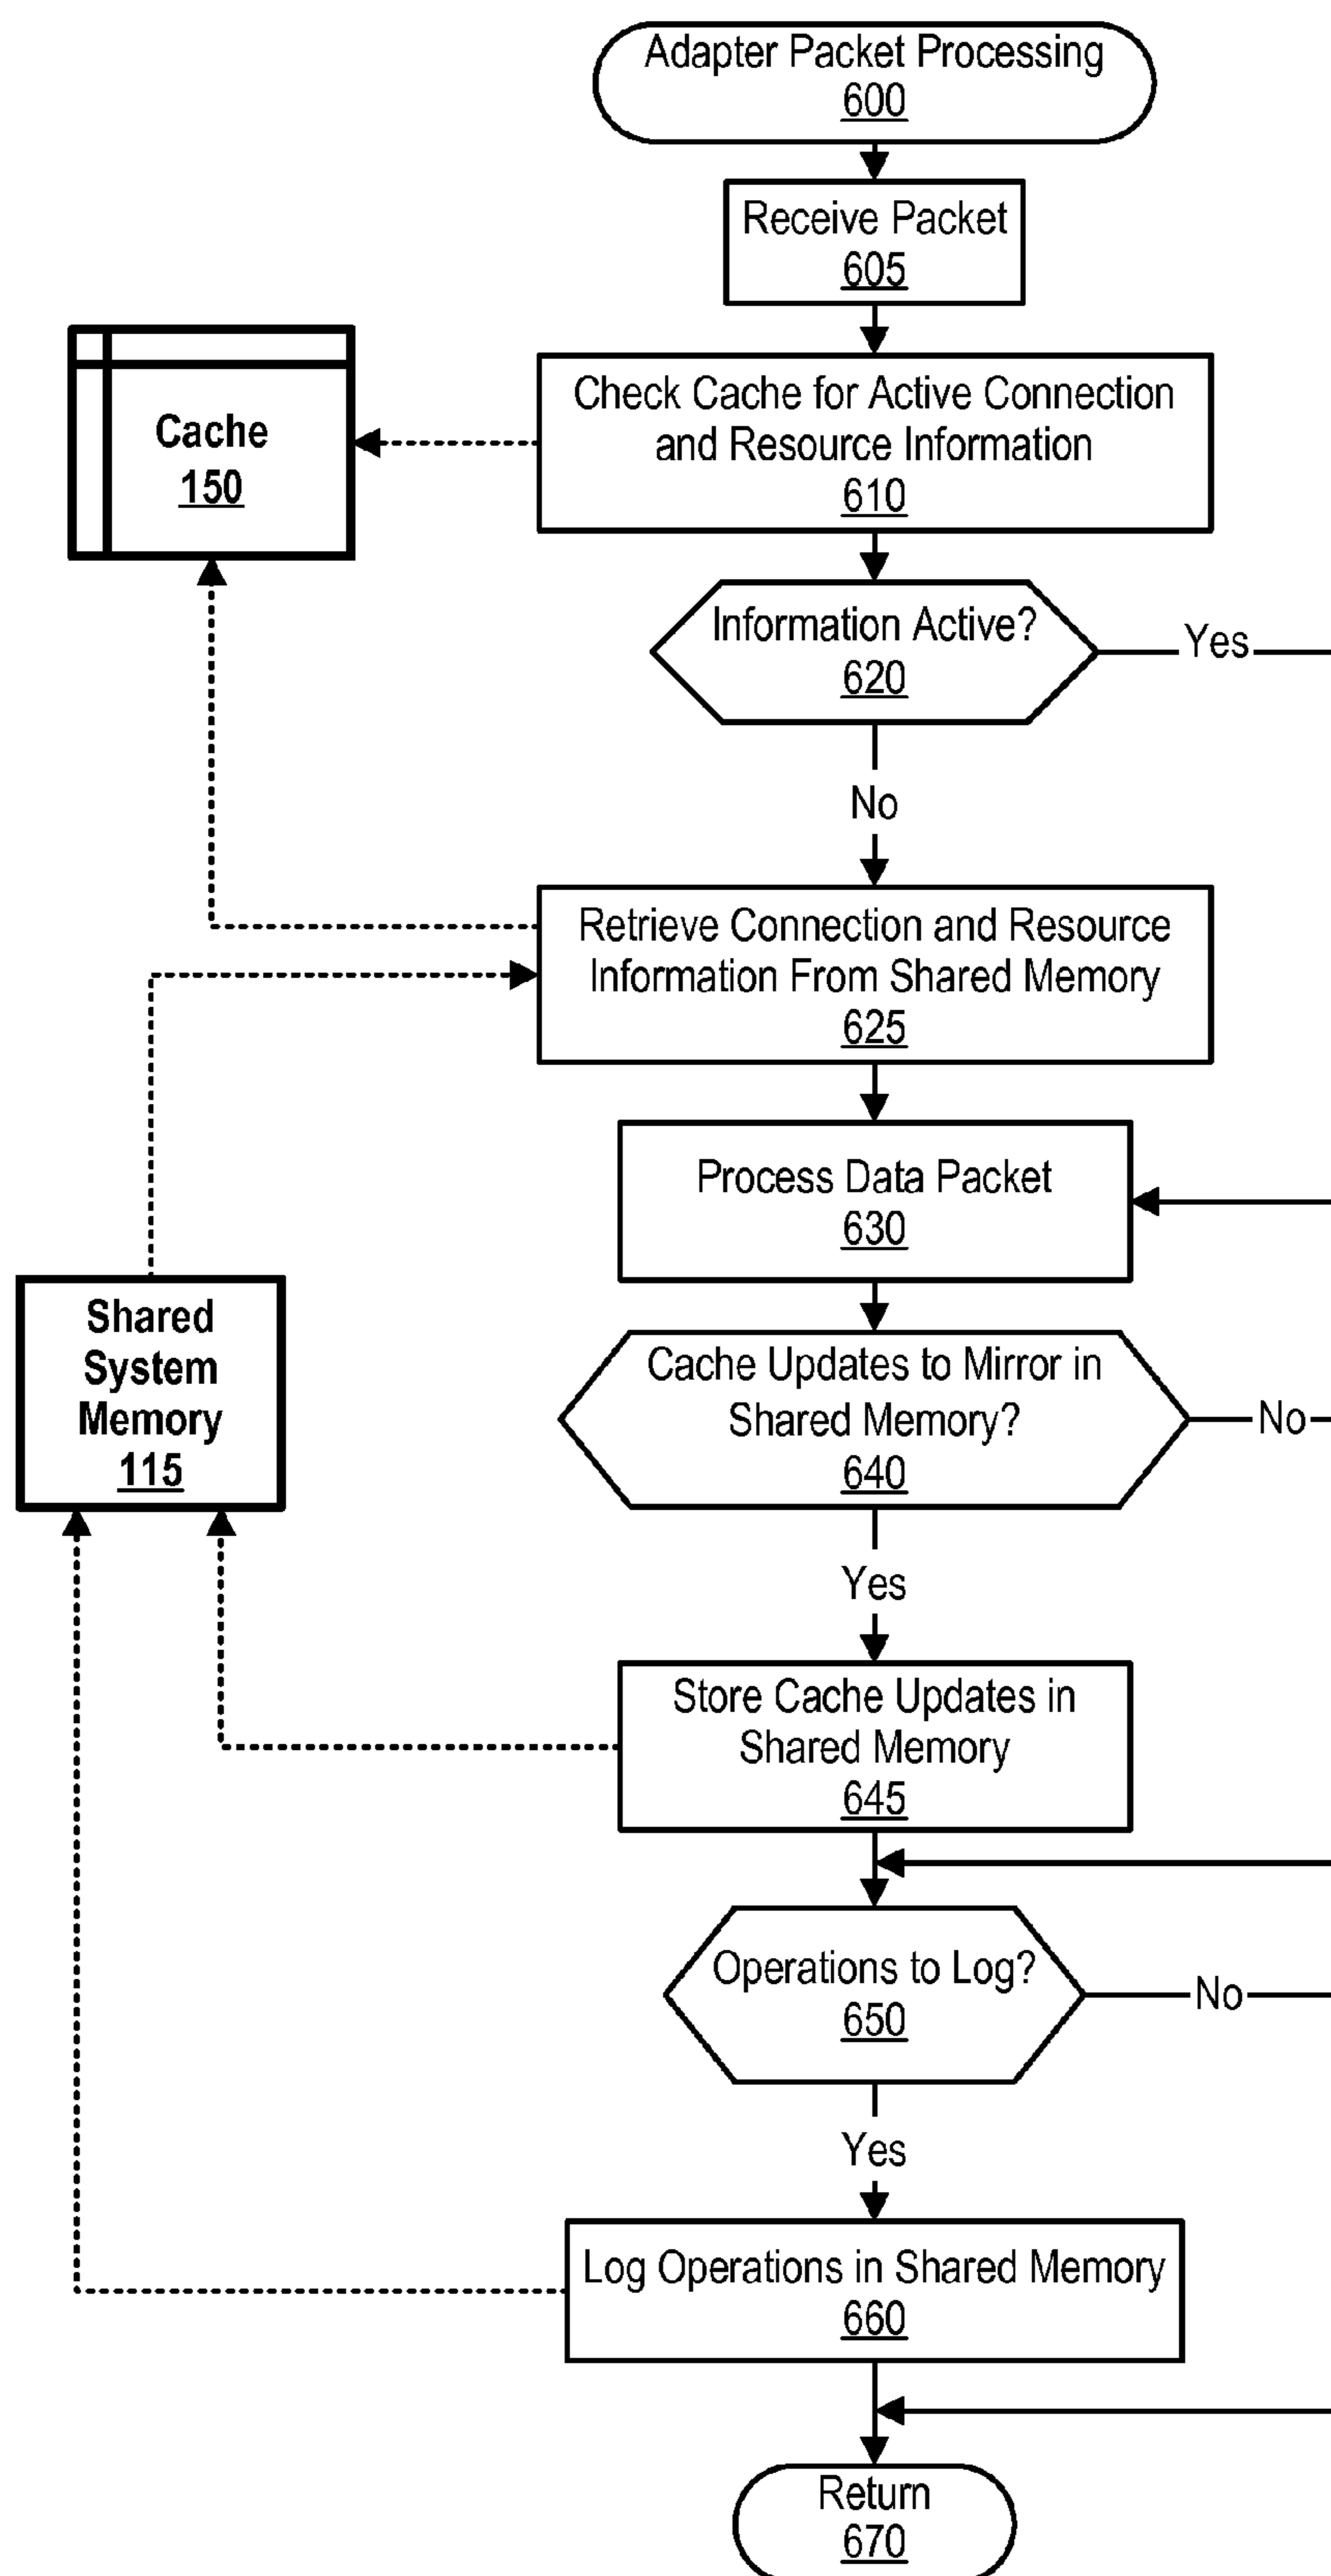 Adapter Packet Processing
600
Receive Packet
605
Check Cache for Active Connection
and Resource Information
610
Cache
150
Information Active?
620
Yes
No
Retrieve Connection and Resource
Information From Shared Memory
625
Process Data Packet
630
Shared
System
Memory
115
Cache Updates to Mirror in
Shared Memory?
640
No
Yes
Store Cache Updates in
Shared Memory
645
Operations to Log?
650
No
Yes
Log Operations in Shared Memory
660
Return
670